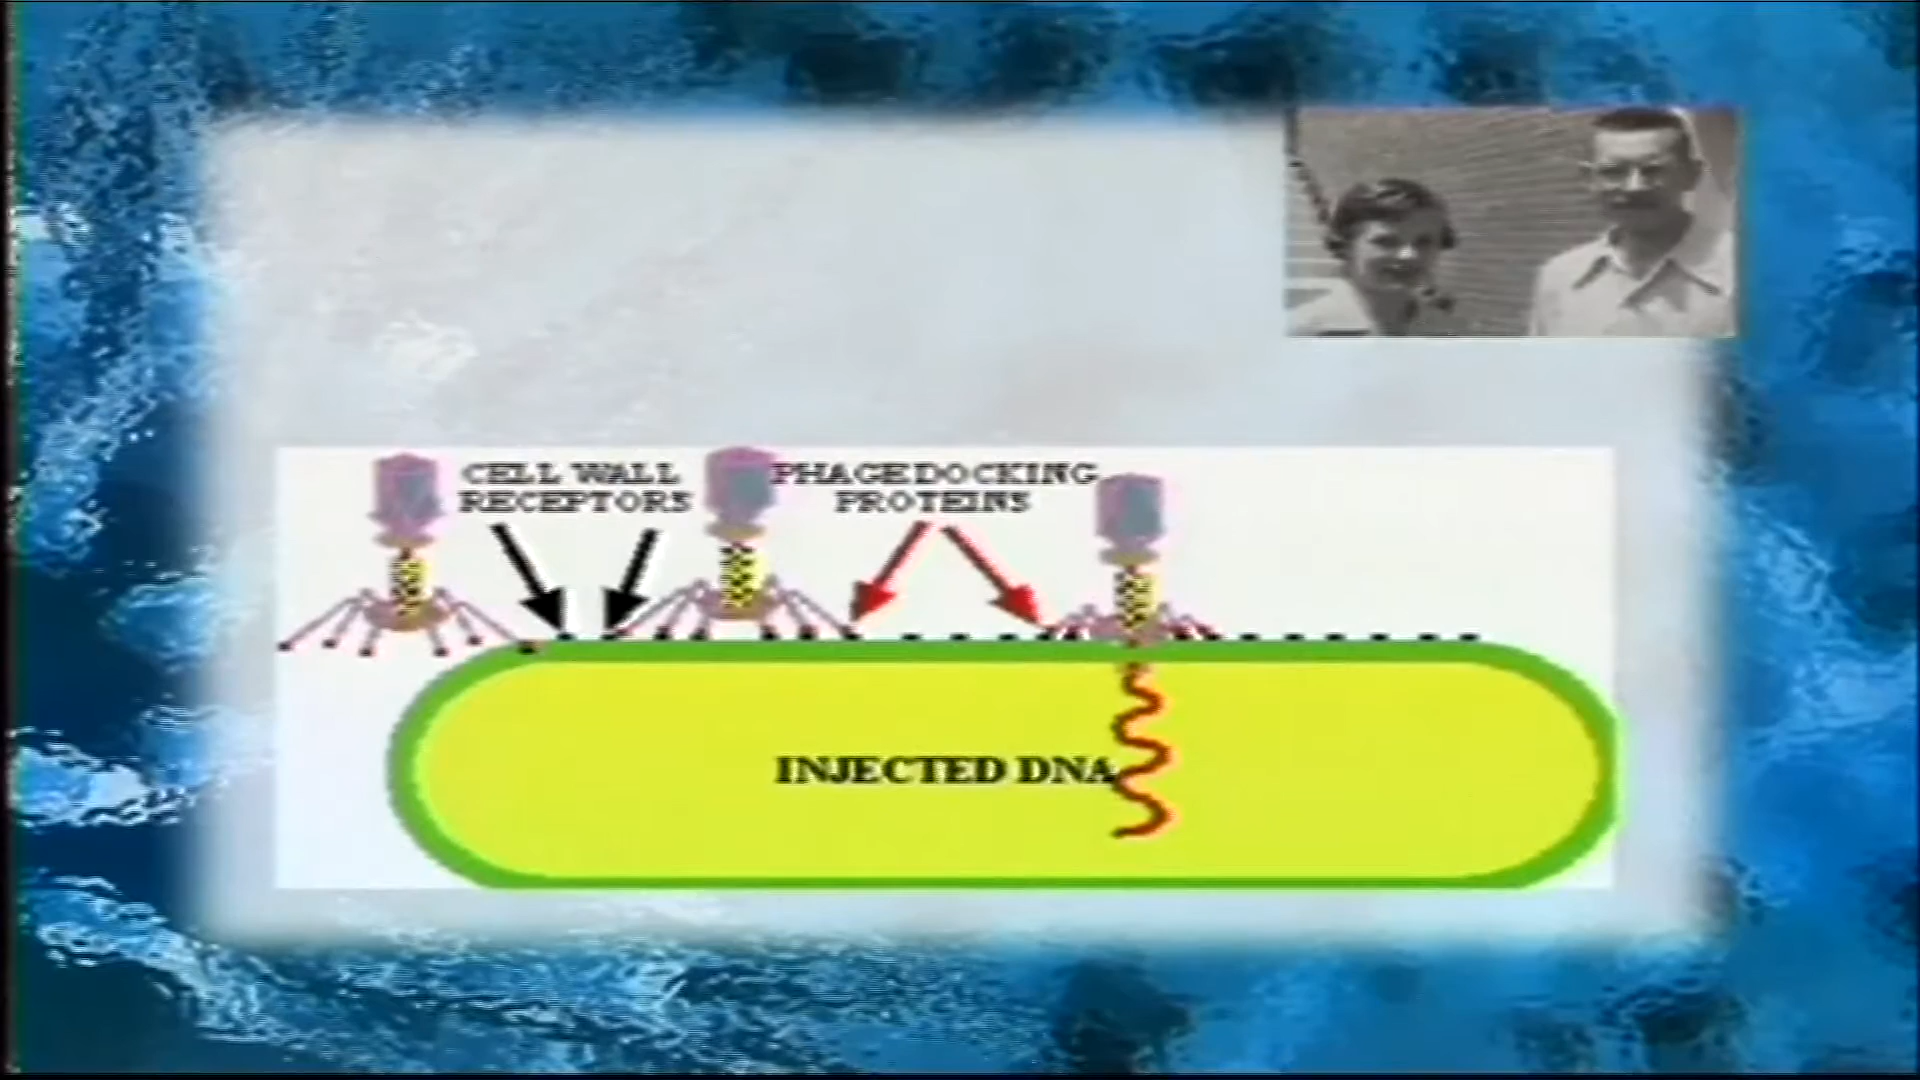 CELL WALL
RECEPTORS
PHAGE DOCKING
PROTEINS
INJECTED DNA